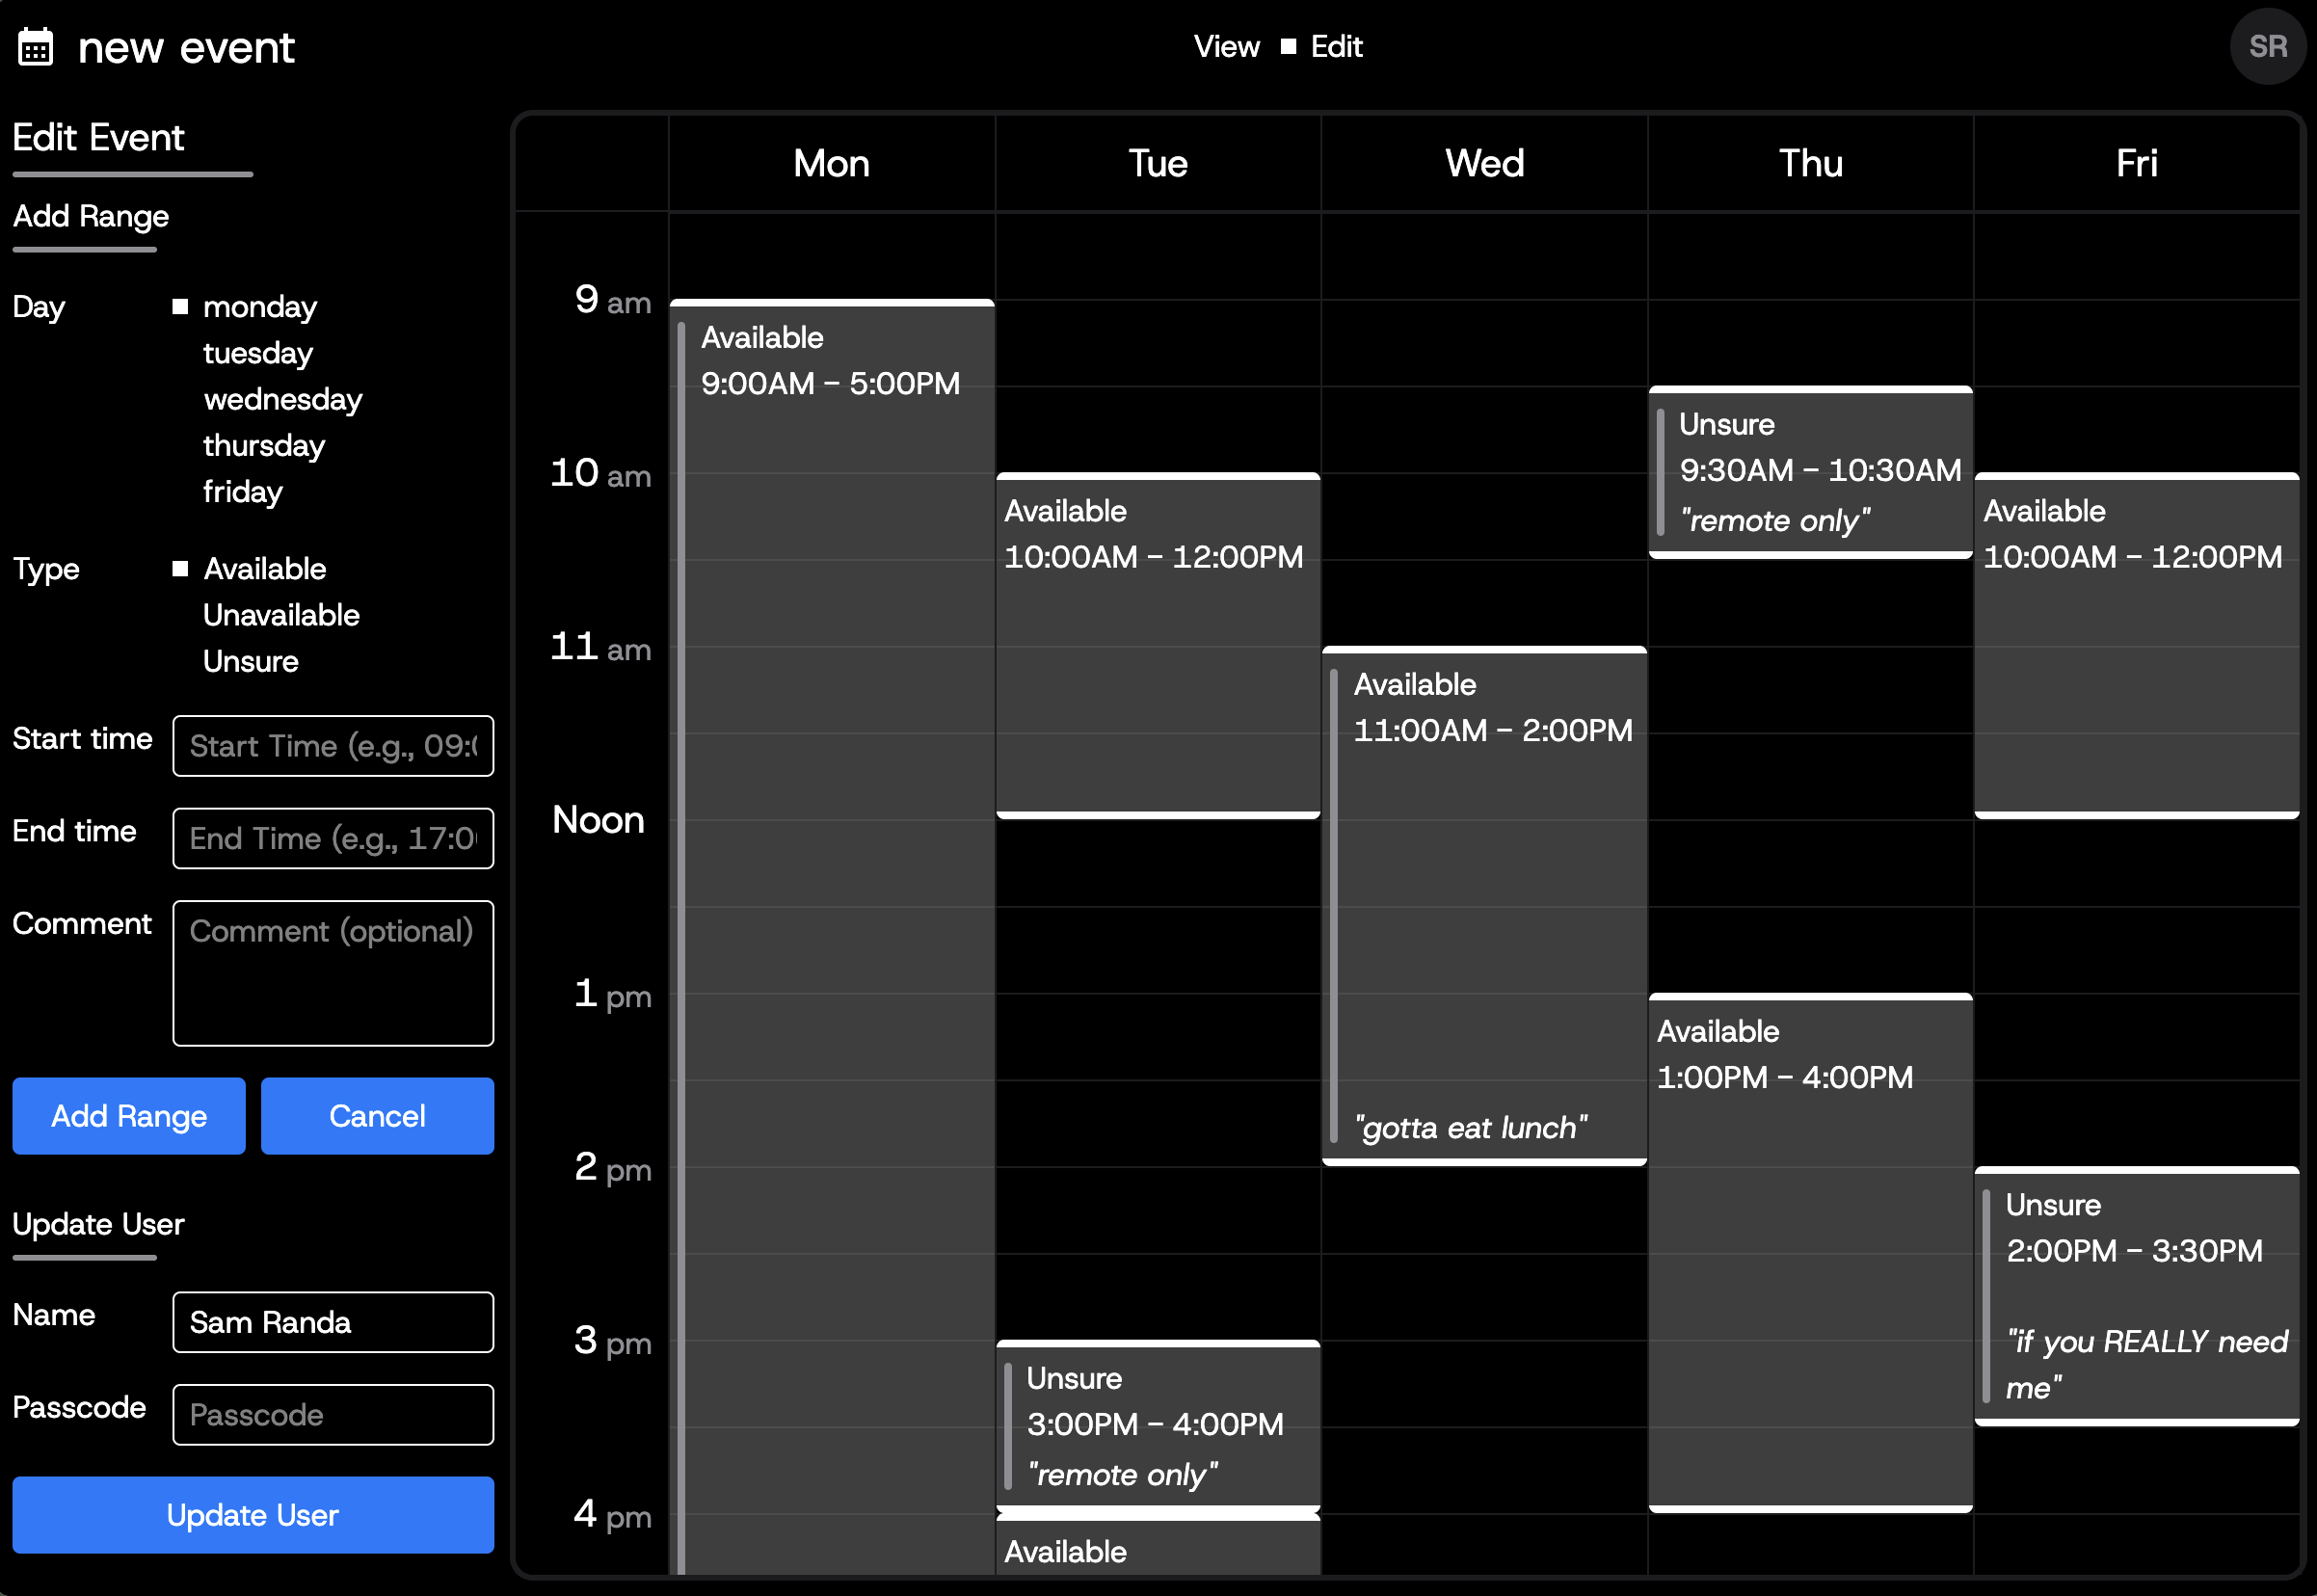 new event
View Edit
SR
Edit Event
Add Range
Day
monday
tuesday
wednesday
thursday
friday
Type
Available
Unavailable
Unsure
Start time
Start Time (e.g., 09:
End time
End Time (e.g., 17:0
Comment
Comment (optional)
Add Range
Cancel
Update User
Name
Sam Randa
Passcode
Passcode
Update User
Mon
Tue
Wed
Thu
Fri
9 am
10 am
11 am
Noon
1 pm
2 pm
3 pm
4 pm
Available
9:00AM – 5:00PM
Available
10:00AM – 12:00PM
Unsure
3:00PM – 4:00PM
"remote only"
Available
Available
11:00AM – 2:00PM
"gotta eat lunch"
Unsure
9:30AM – 10:30AM
"remote only"
Available
1:00PM – 4:00PM
Available
10:00AM – 12:00PM
Unsure
2:00PM – 3:30PM
"if you REALLY need
me"